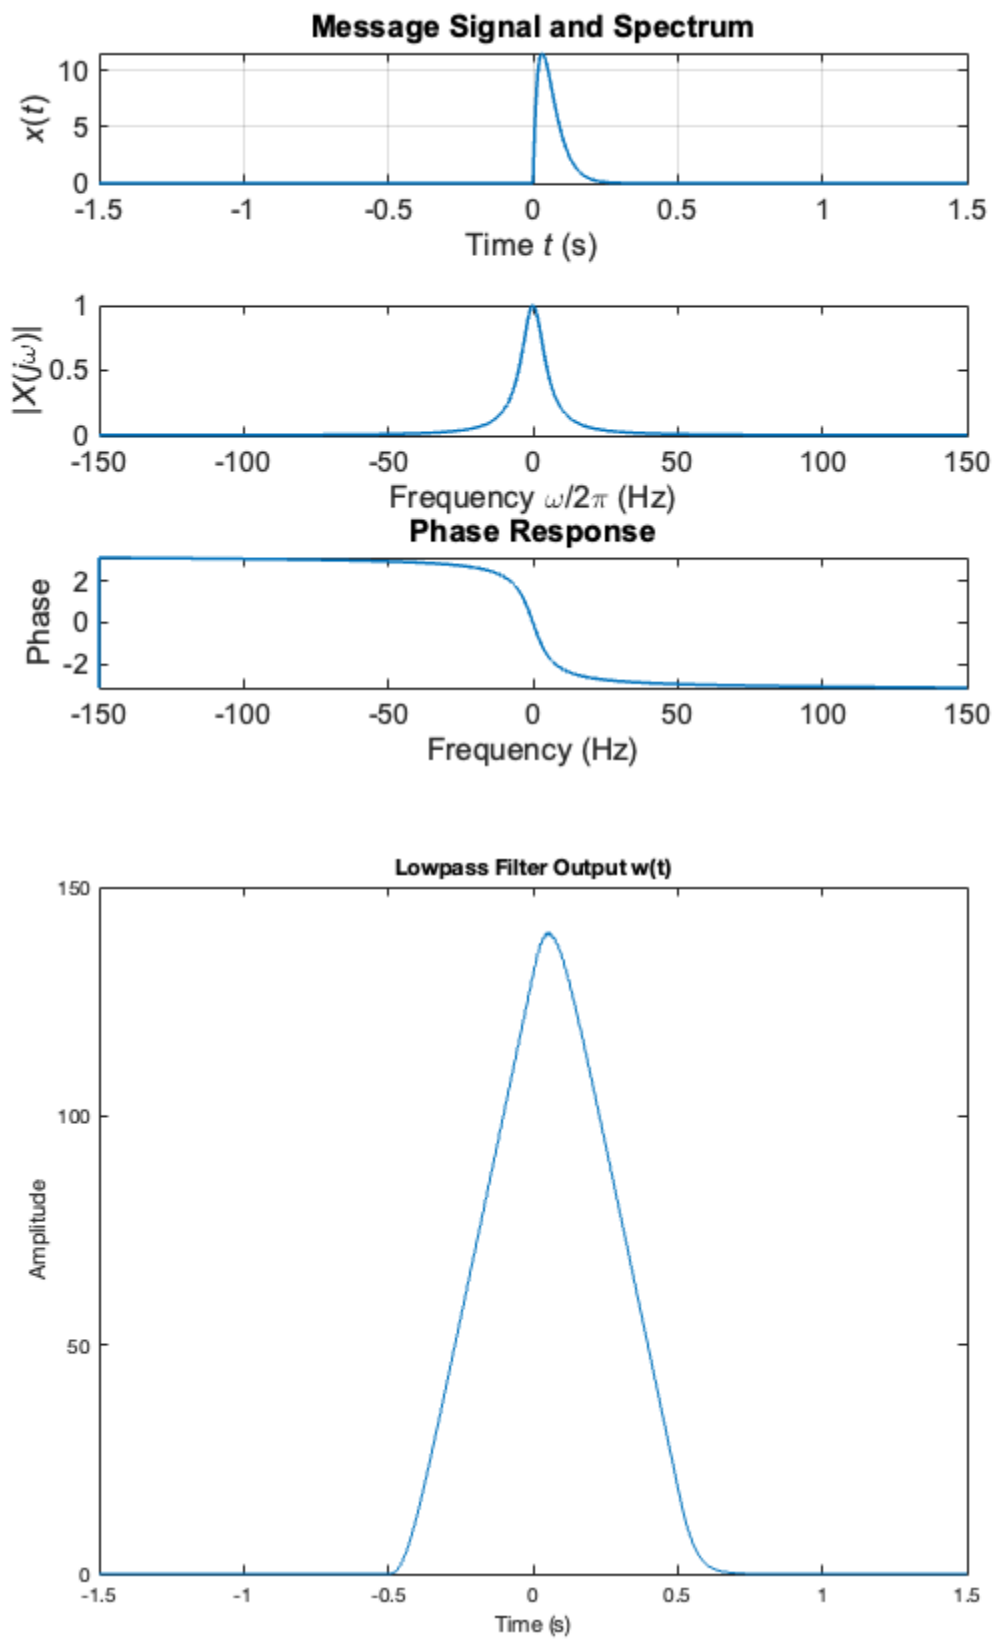 Message Signal and Spectrum
x(t)
10
5
0
-1.5 -1 -0.5 0 0.5 1 1.5
Time t (s)
|X(jω)|
1
0.5
0
-150 -100 -50 0 50 100 150
Frequency ω/2π (Hz)
Phase Response
Phase
2
0
-2
-150 -100 -50 0 50 100 150
Frequency (Hz)
Lowpass Filter Output w(t)
Amplitude
150
100
50
0
-1.5 -1 -0.5 0 0.5 1 1.5
Time (s)